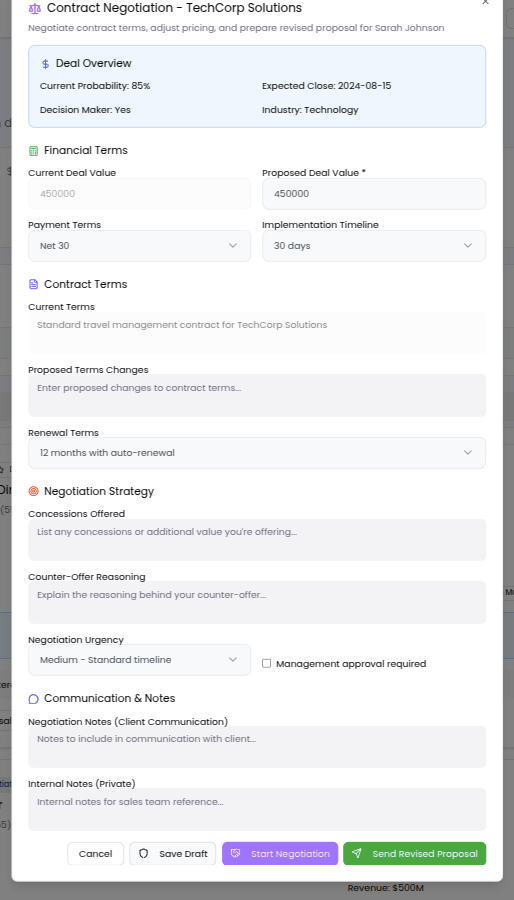 Contract Negotiation - TechCorp Solutions
Negotiate contract terms, adjust pricing, and prepare revised proposal for Sarah Johnson
Deal Overview
Current Probability: 85%
Expected Close: 2024-08-15
Decision Maker: Yes
Industry: Technology
Financial Terms
Current Deal Value
Proposed Deal Value *
450000
450000
Payment Terms
Implementation Timeline
Net 30
30 days
Contract Terms
Current Terms
Standard travel management contract for TechCorp Solutions
Proposed Terms Changes
Enter proposed changes to contract terms...
Renewal Terms
12 months with auto-renewal
Negotiation Strategy
Concessions Offered
List any concessions or additional value you're offering...
Counter-Offer Reasoning
Explain the reasoning behind your counter-offer...
Negotiation Urgency
Medium - Standard timeline
Management approval required
Communication & Notes
Negotiation Notes (Client Communication)
Notes to include in communication with client...
Internal Notes (Private)
Internal notes for sales team reference...
Cancel
Save Draft
Start Negotiation
Send Revised Proposal
Revenue: $500M